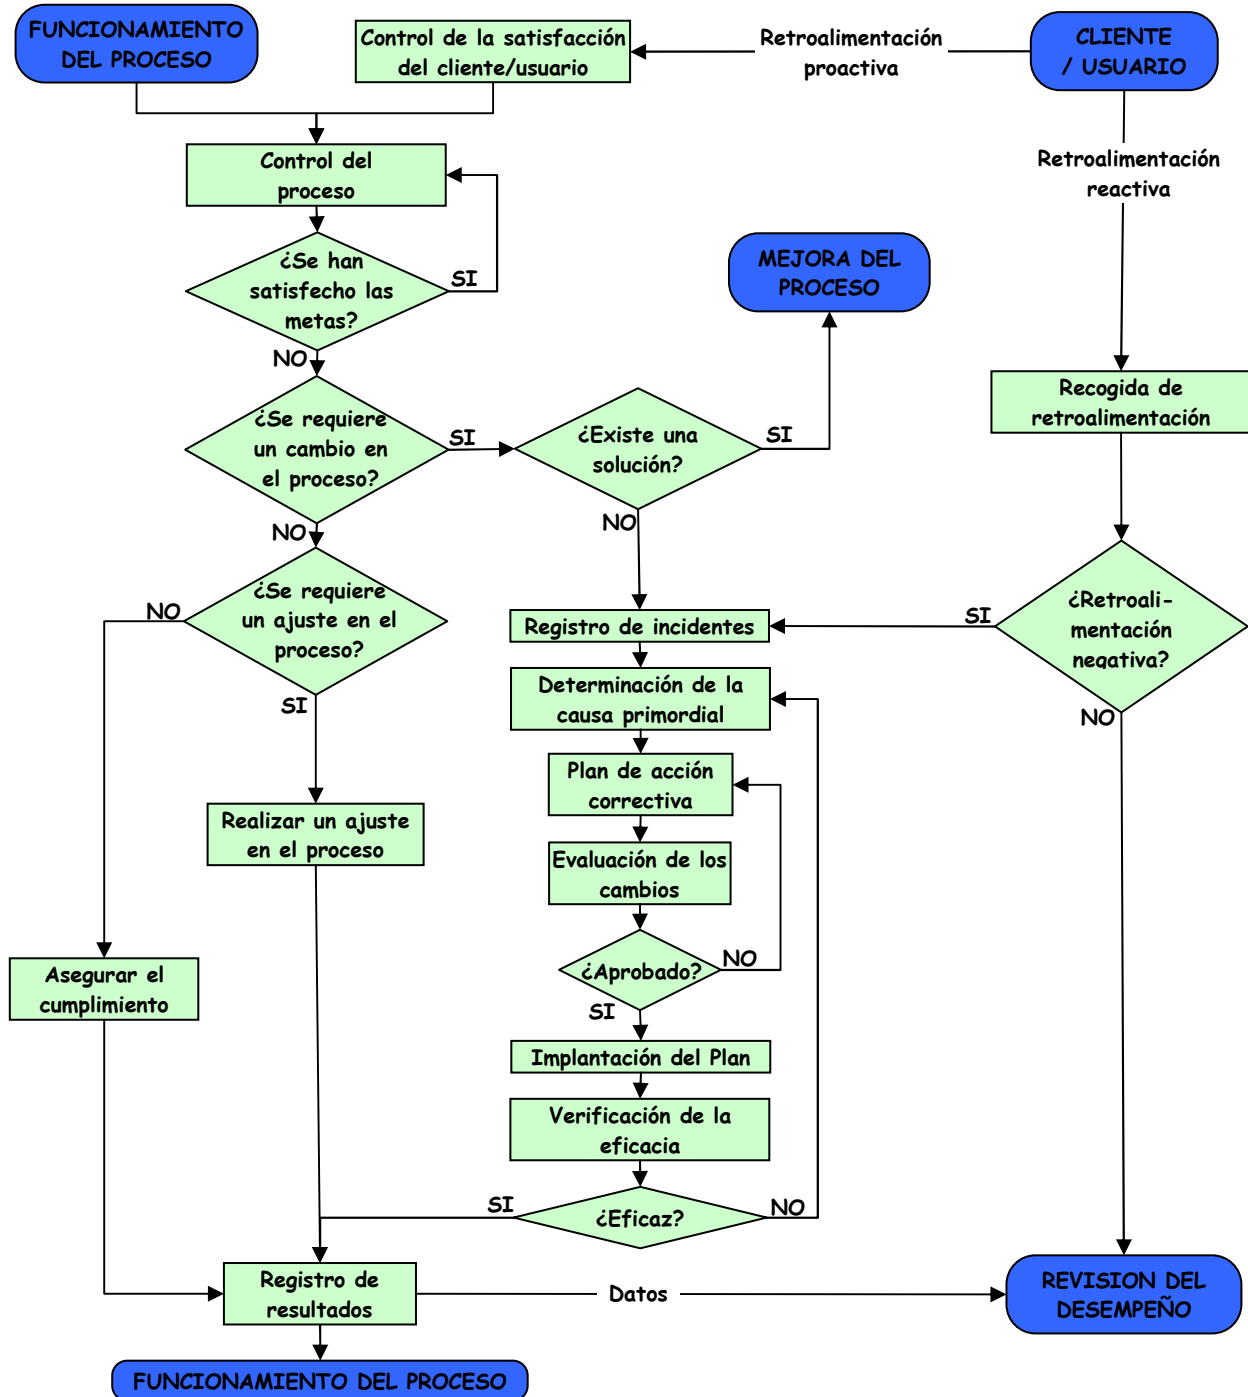 FUNCIONAMIENTO
DEL PROCESO
Control de la satisfacción
del cliente/usuario
Retroalimentación
proactiva
CLIENTE
/ USUARIO
Control del
proceso
Retroalimentación
reactiva
¿Se han
satisfecho las
metas?
SI
NO
MEJORA DEL
PROCESO
¿Se requiere
un cambio en
el proceso?
SI
NO
¿Existe una
solución?
SI
NO
Recogida de
retroalimentación
¿Se requiere
un ajuste en el
proceso?
NO
SI
Registro de incidentes
SI
¿Retroali-
mentación
negativa?
NO
Determinación de la
causa primordial
Plan de acción
correctiva
Realizar un ajuste
en el proceso
Evaluación de los
cambios
¿Aprobado?
NO
SI
Asegurar el
cumplimiento
Implantación del Plan
Verificación de la
eficacia
¿Eficaz?
SI
NO
Registro de
resultados
Datos
REVISION DEL
DESEMPEÑO
FUNCIONAMIENTO DEL PROCESO